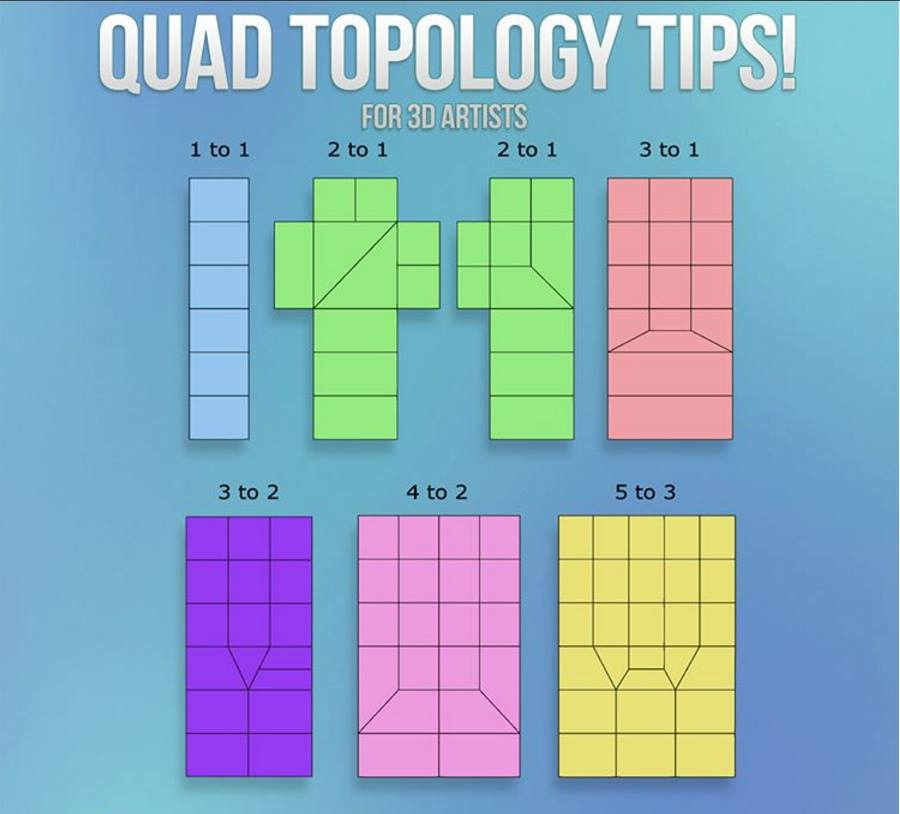 QUAD TOPOLOGY TIPS!
FOR 3D ARTISTS
1 to 1
2 to 1
2 to 1
3 to 1
3 to 2
4 to 2
5 to 3